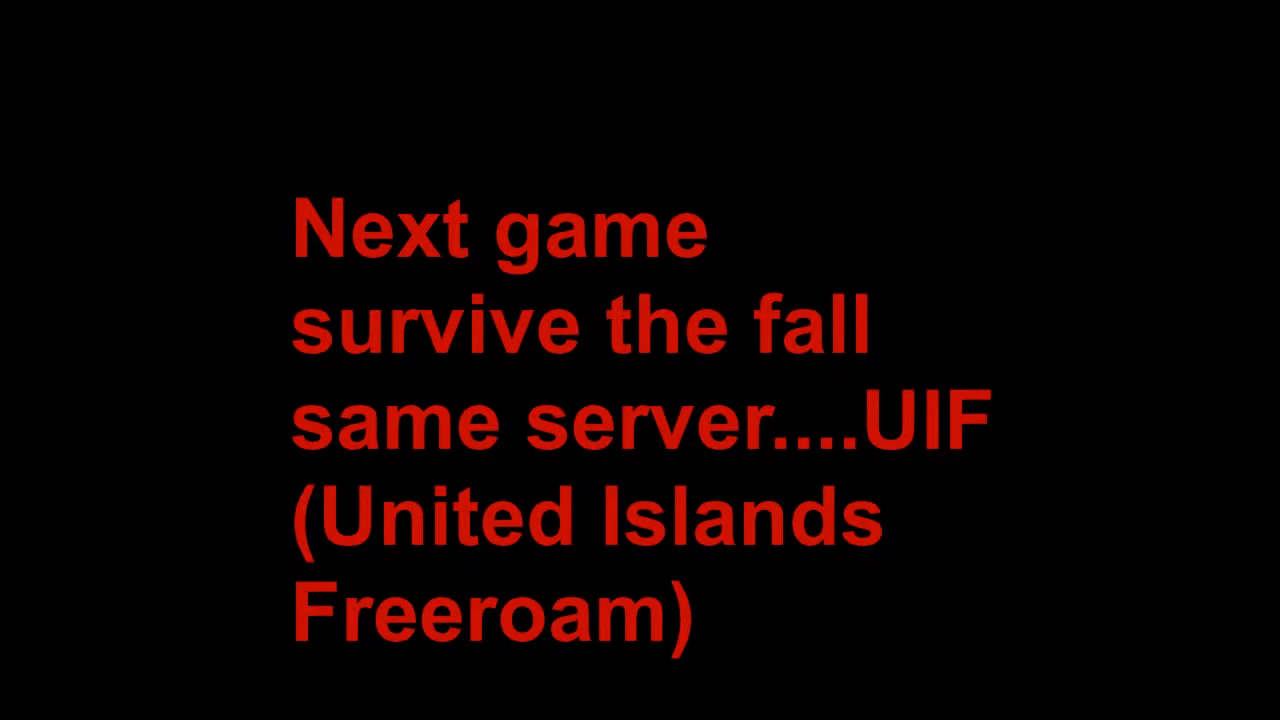 Next game
survive the fall
same server....UIF
(United Islands
Freeroam)